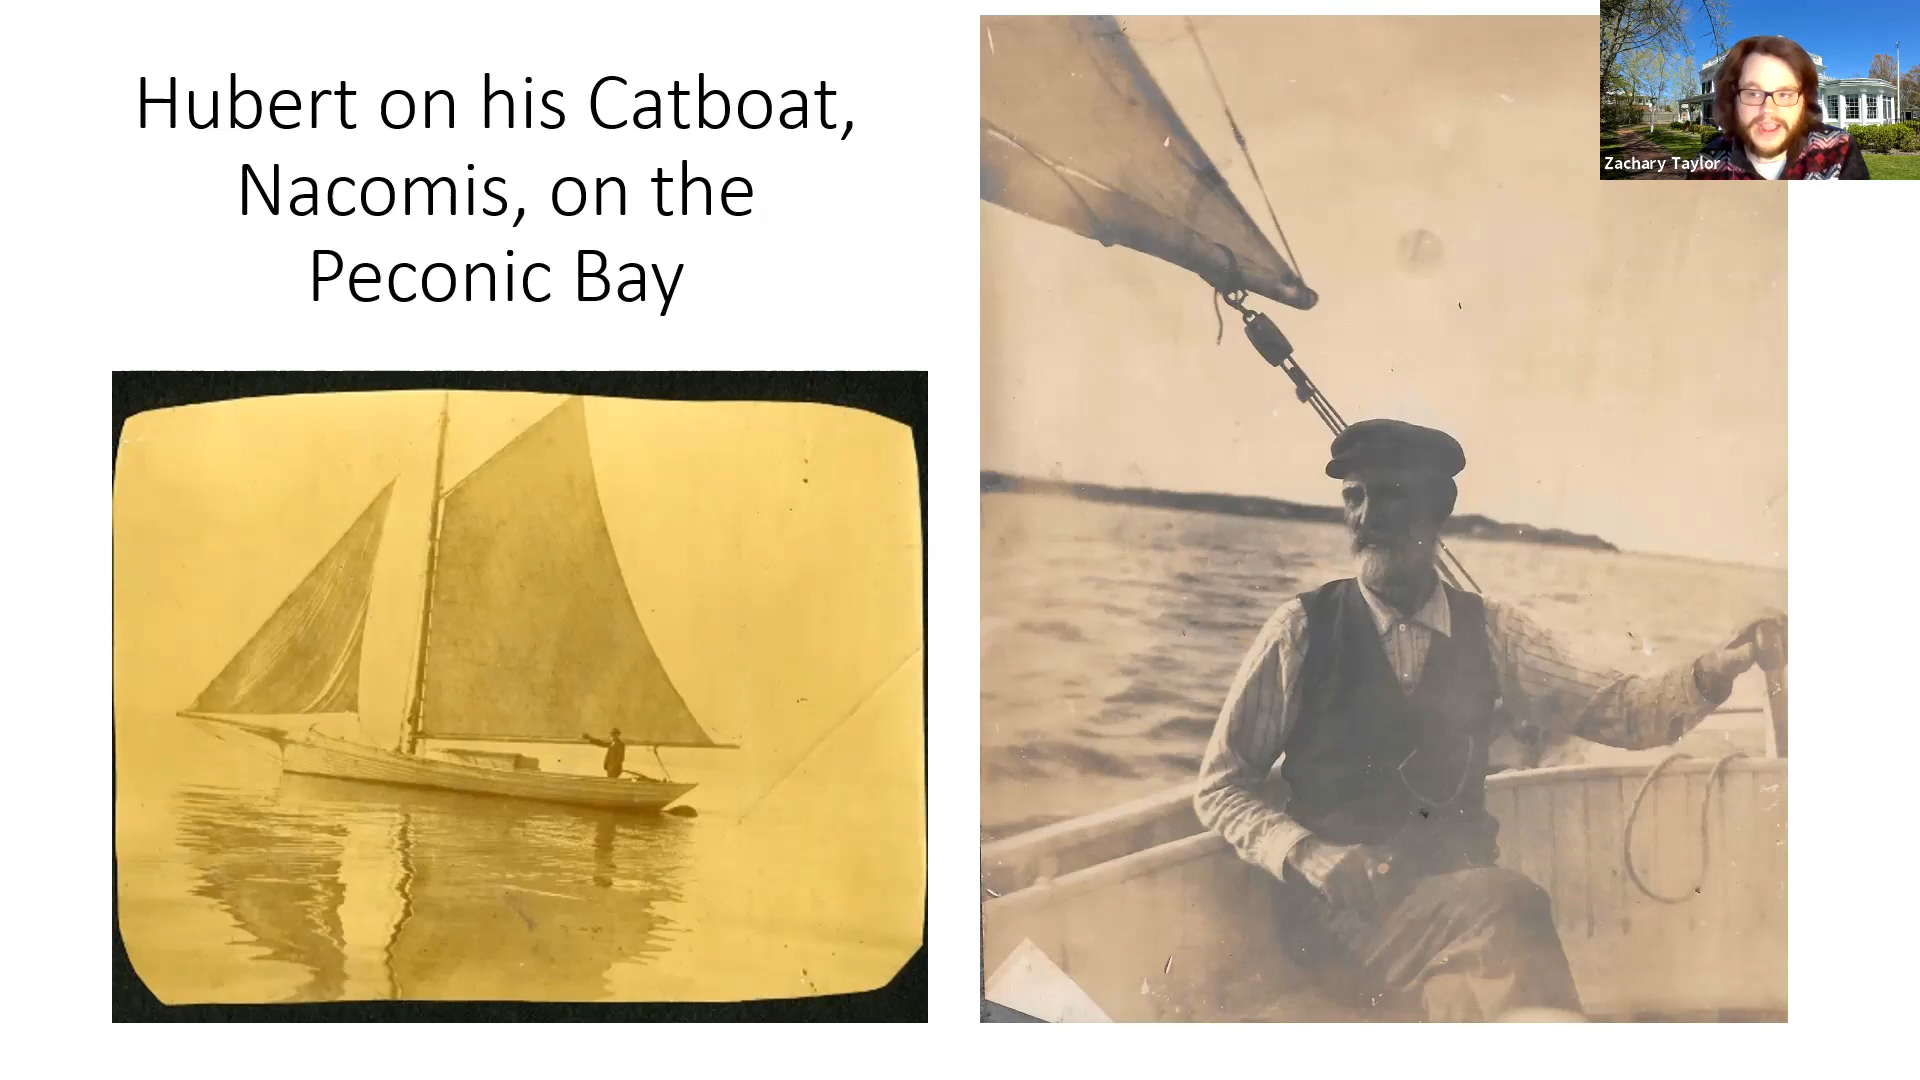 Hubert on his Catboat,
Nacomis, on the
Peconic Bay
Zachary Taylor